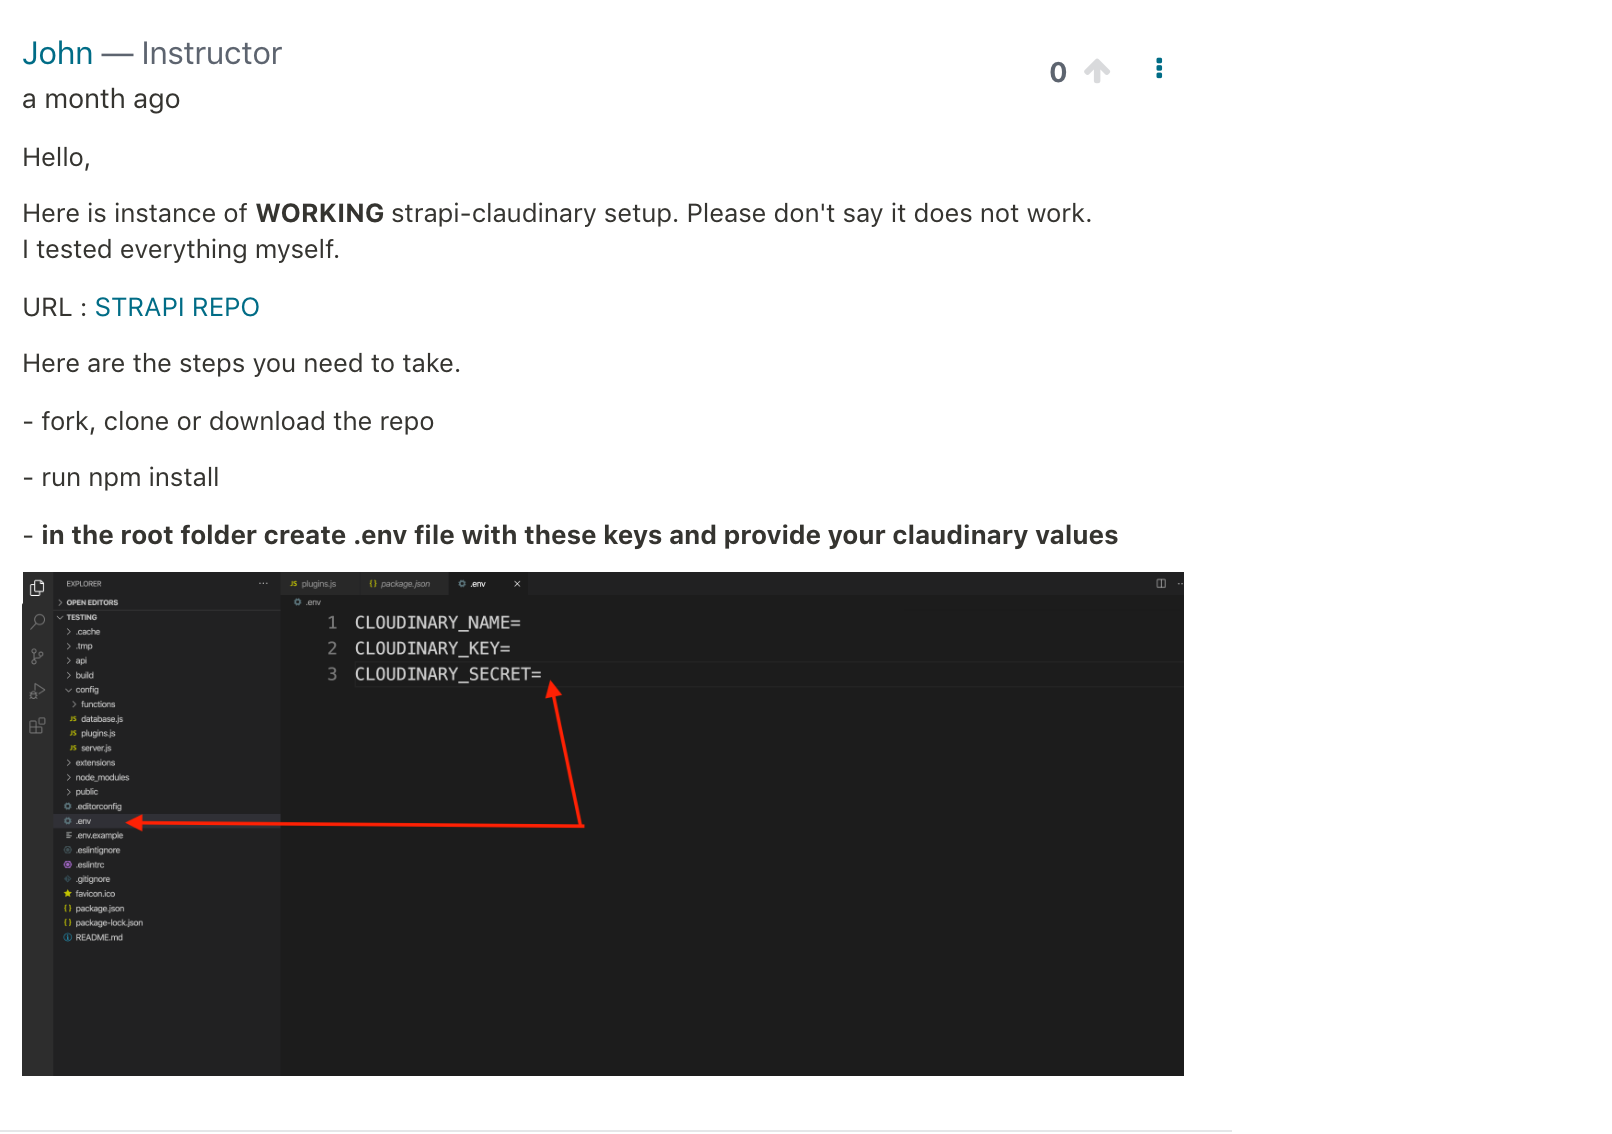 John — Instructor
0
a month ago
Hello,
Here is instance of WORKING strapi-claudinary setup. Please don't say it does not work.
I tested everything myself.
URL : STRAPI REPO
Here are the steps you need to take.
- fork, clone or download the repo
- run npm install
- in the root folder create .env file with these keys and provide your claudinary values
EXPLORER
OPEN EDITORS
TESTING
.cache
.tmp
api
build
config
functions
JS database.js
JS plugins.js
JS server.js
extensions
node_modules
public
.editorconfig
.env
.env.example
.eslintignore
.eslintrc
.gitignore
favicon.ico
{} package.json
{} package-lock.json
README.md
JS plugins.js
{} package.json
.env
.env
1 CLOUDINARY_NAME=
2 CLOUDINARY_KEY=
3 CLOUDINARY_SECRET=